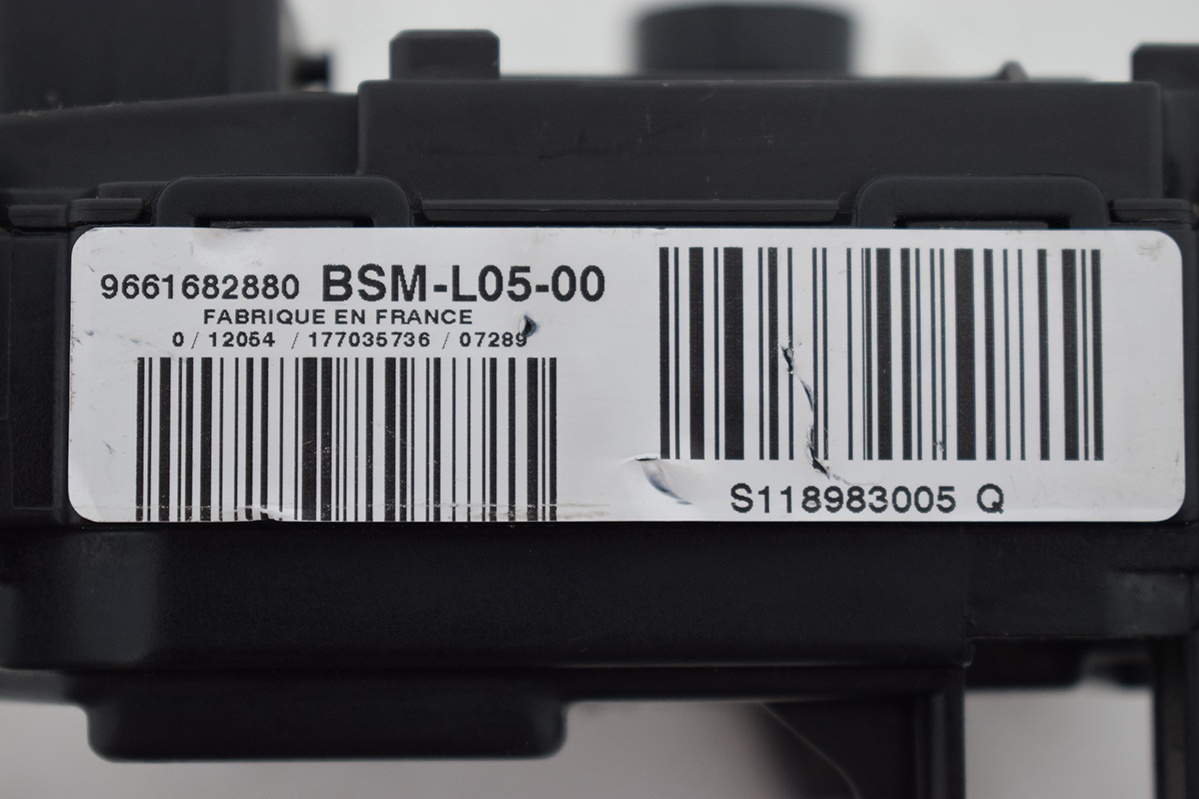 9661682880 BSM-L05-00
FABRIQUE EN FRANCE
0 / 12054 / 177035736 / 07289
S118983005 Q